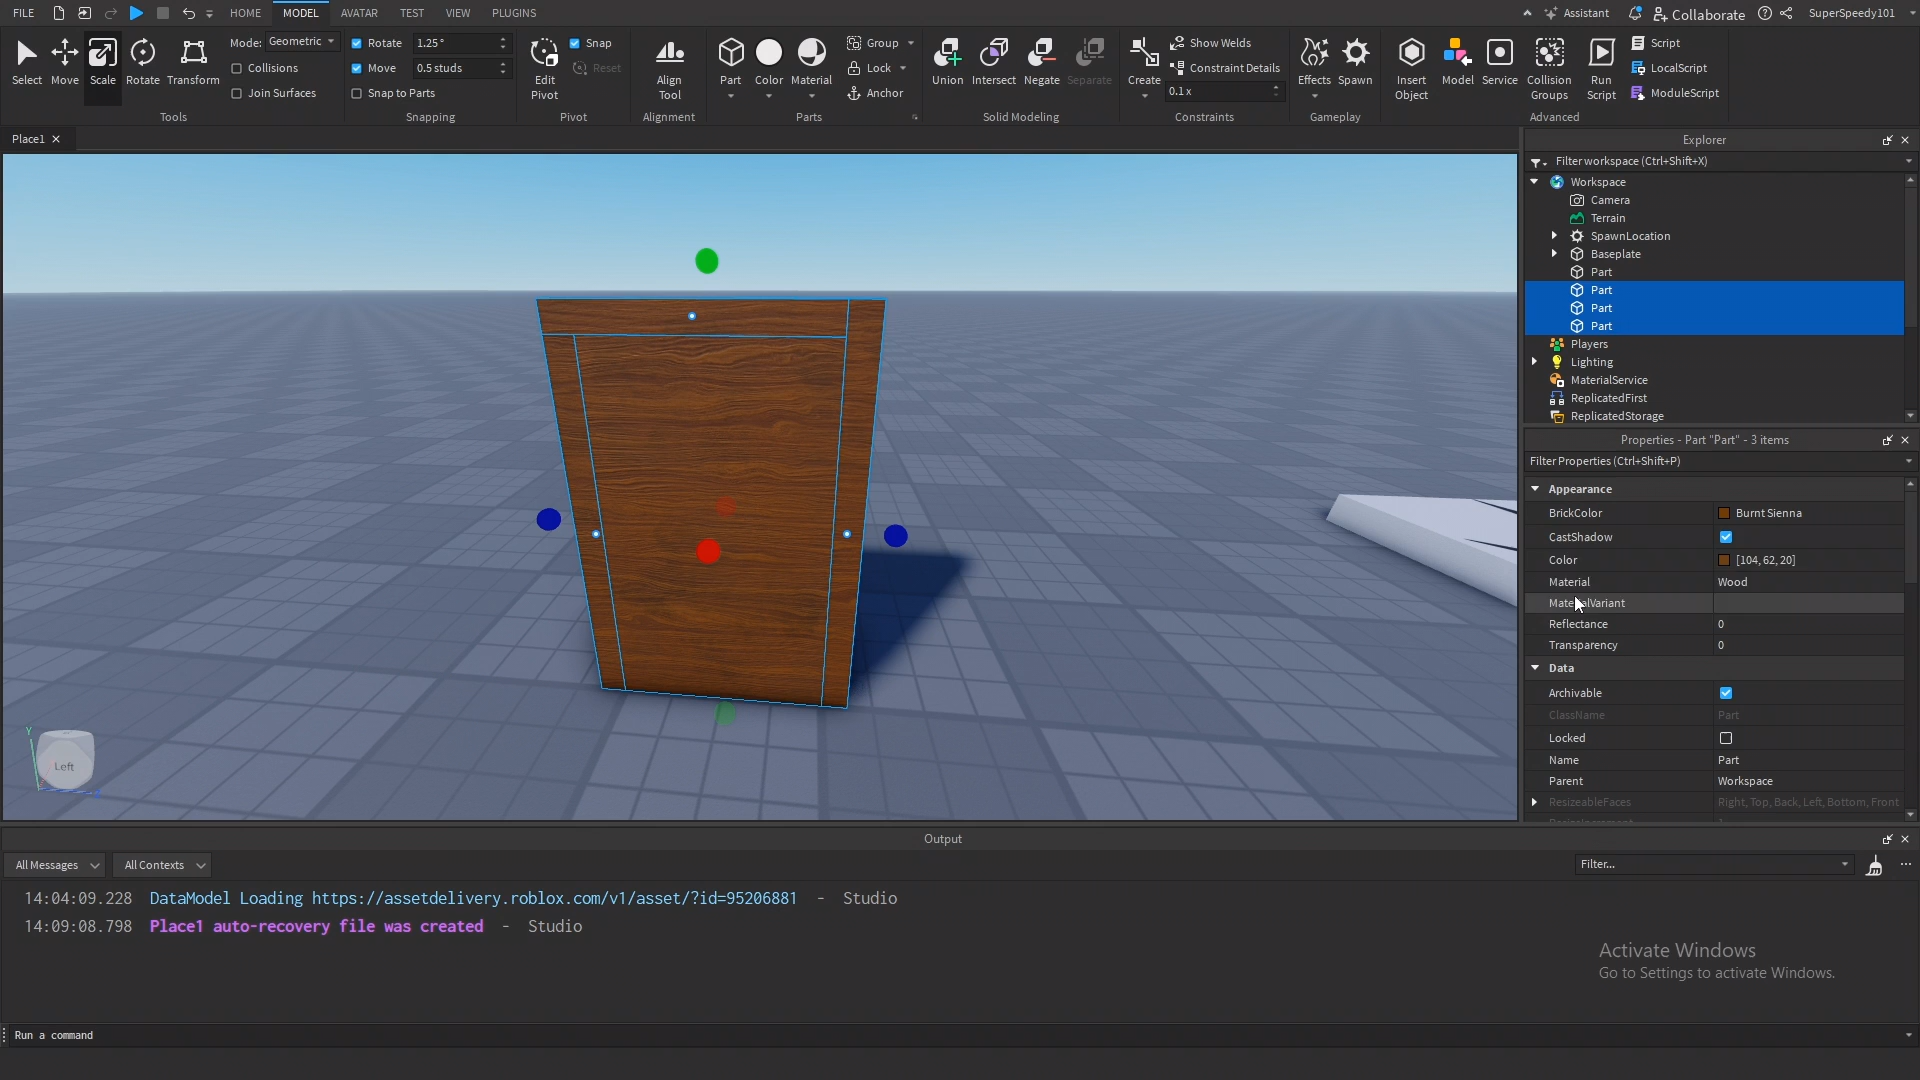 FILE HOME MODEL AVATAR TEST VIEW PLUGINS Assistant Collaborate SuperSpeedy101
Select Move Scale Rotate Transform
Mode: Geometric
Collisions
Join Surfaces
Tools
Rotate 1.25°
Move 0.5 studs
Snap to Parts
Snapping
Edit Pivot
Snap
Reset
Pivot
Align Tool
Alignment
Part Color Material
Group
Lock
Anchor
Parts
Union Intersect Negate Separate
Solid Modeling
Create
Show Welds
Constraint Details
0.1 x
Constraints
Effects Spawn
Gameplay
Insert Object
Model Service
Collision Groups
Run Script
Script
LocalScript
ModuleScript
Advanced
Place1
Left
Y
Explorer
Filter workspace (Ctrl+Shift+X)
Workspace
Camera
Terrain
SpawnLocation
Baseplate
Part
Part
Part
Part
Players
Lighting
MaterialService
ReplicatedFirst
ReplicatedStorage
Properties - Part "Part" - 3 items
Filter Properties (Ctrl+Shift+P)
Appearance
BrickColor Burnt Sienna
CastShadow
Color [104, 62, 20]
Material Wood
MaterialVariant
Reflectance 0
Transparency 0
Data
Archivable
ClassName Part
Locked
Name Part
Parent Workspace
ResizeableFaces Right, Top, Back, Left, Bottom, Front
Output
All Messages All Contexts Filter...
14:04:09.228 DataModel Loading https://assetdelivery.roblox.com/v1/asset/?id=95206881 - Studio
14:09:08.798 Place1 auto-recovery file was created - Studio
Activate Windows
Go to Settings to activate Windows.
Run a command